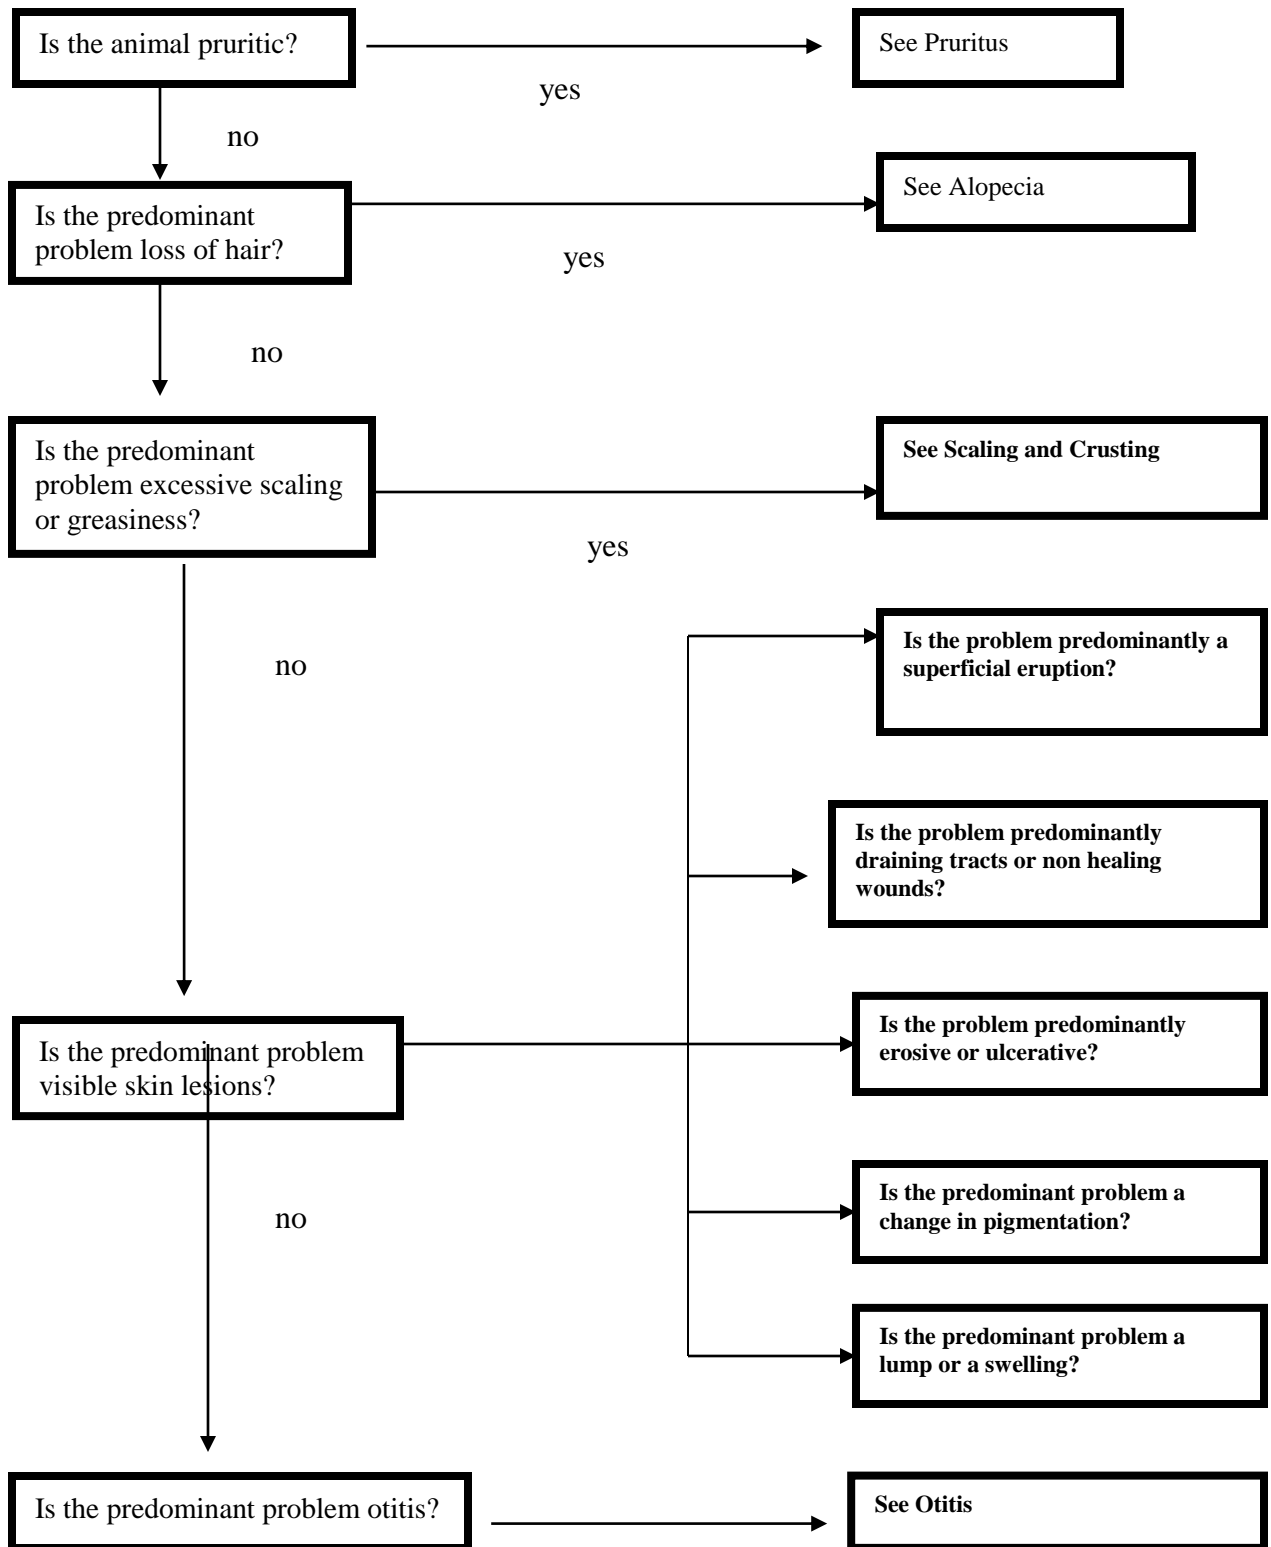 Is the animal pruritic?
See Pruritus
yes
no
Is the predominant
problem loss of hair?
See Alopecia
yes
no
Is the predominant
problem excessive scaling
or greasiness?
See Scaling and Crusting
yes
no
Is the problem predominantly a
superficial eruption?
Is the problem predominantly
draining tracts or non healing
wounds?
Is the predominant problem
visible skin lesions?
Is the problem predominantly
erosive or ulcerative?
Is the predominant problem a
change in pigmentation?
no
Is the predominant problem a
lump or a swelling?
Is the predominant problem otitis?
See Otitis